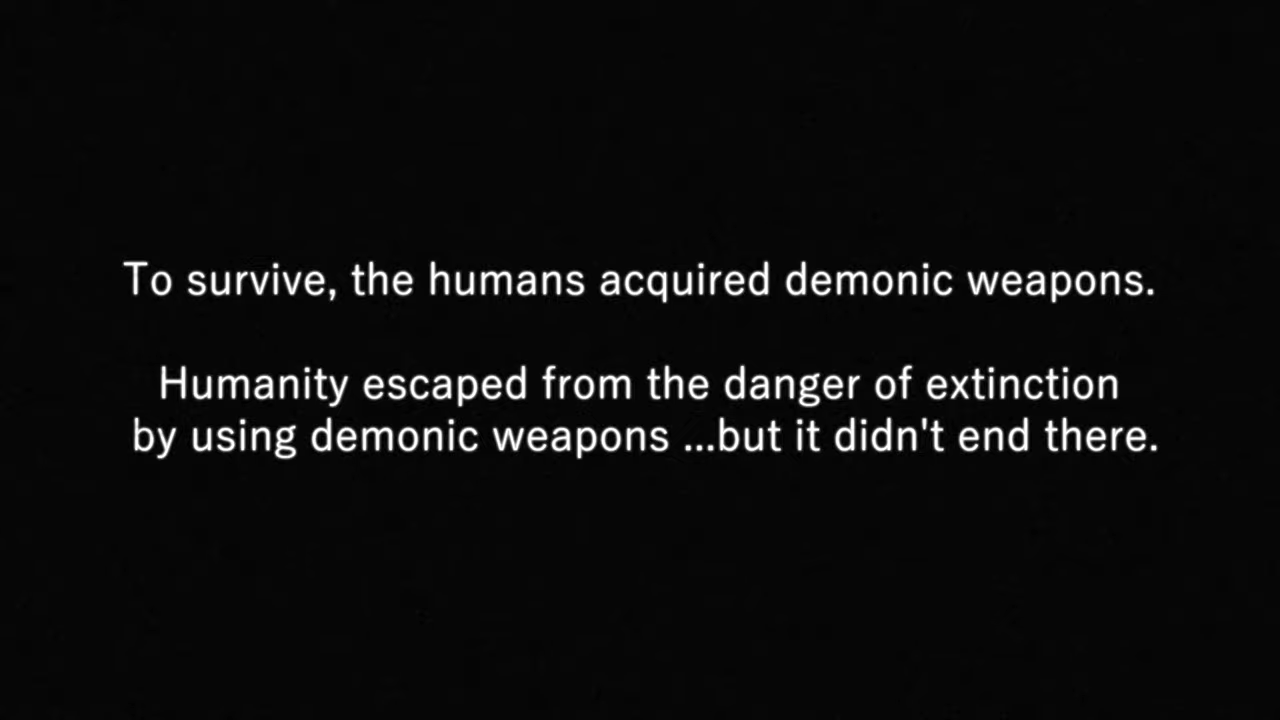 To survive, the humans acquired demonic weapons.
Humanity escaped from the danger of extinction
by using demonic weapons ...but it didn't end there.